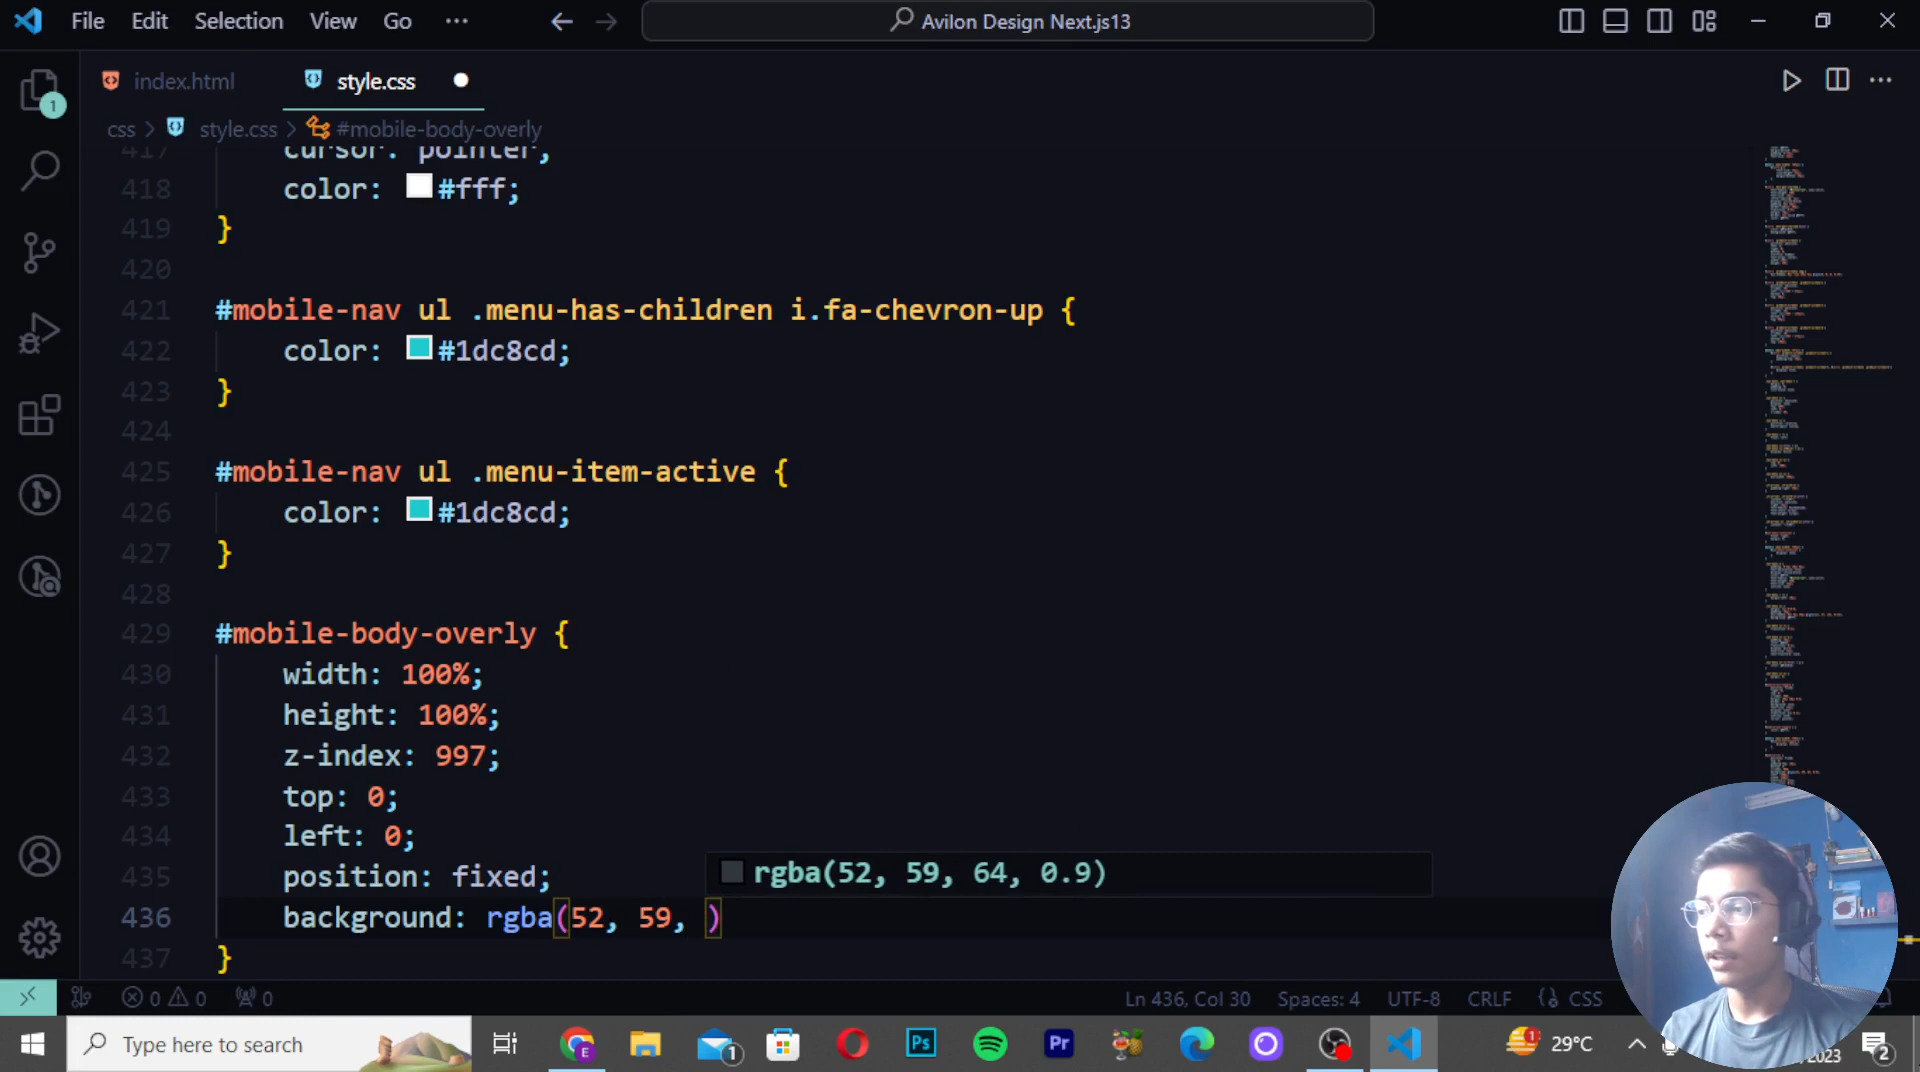 File Edit Selection View Go ···
Avilon Design Next.js13
index.html style.css
css > style.css > #mobile-body-overly
417 cursor: pointer;
418 color: #fff;
419 }
420
421 #mobile-nav ul .menu-has-children i.fa-chevron-up {
422 color: #1dc8cd;
423 }
424
425 #mobile-nav ul .menu-item-active {
426 color: #1dc8cd;
427 }
428
429 #mobile-body-overly {
430 width: 100%;
431 height: 100%;
432 z-index: 997;
433 top: 0;
434 left: 0;
435 position: fixed;
rgba(52, 59, 64, 0.9)
436 background: rgba(52, 59, )
437 }
0 0 0 Ln 436, Col 30 Spaces: 4 UTF-8 CRLF CSS
Type here to search
29°C
2023